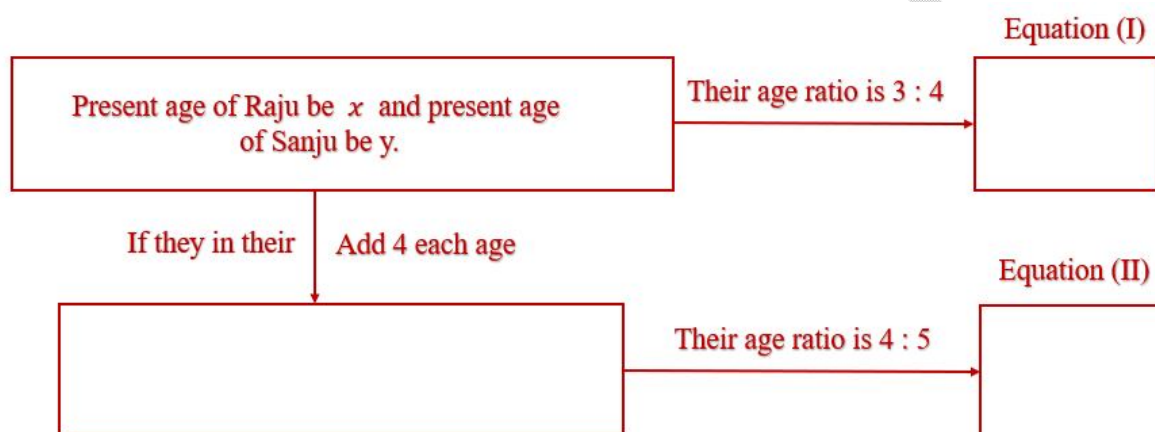 Equation (I)
Present age of Raju be x and present age
of Sanju be y.
Their age ratio is 3 : 4
If they in their
Add 4 each age
Equation (II)
Their age ratio is 4 : 5